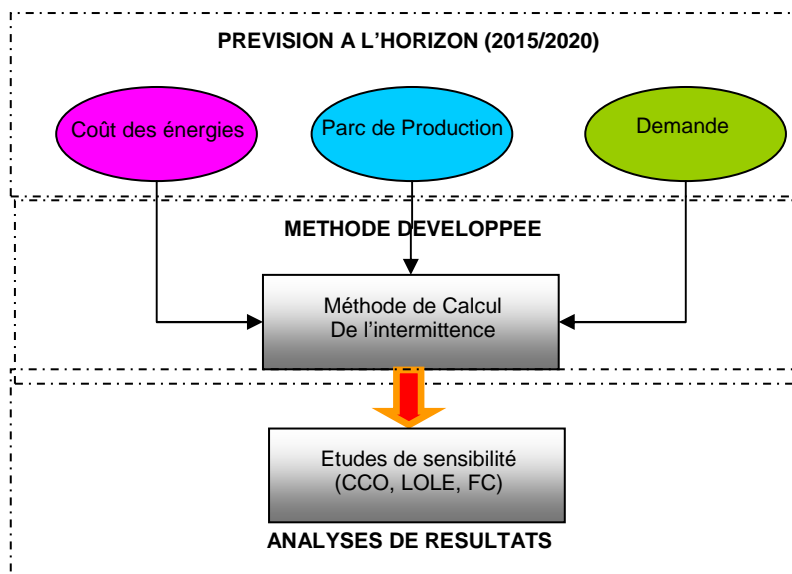 PREVISION A L'HORIZON (2015/2020)
Coût des énergies
Parc de Production
Demande
METHODE DEVELOPPEE
Méthode de Calcul
De l'intermittence
Etudes de sensibilité
(CCO, LOLE, FC)
ANALYSES DE RESULTATS